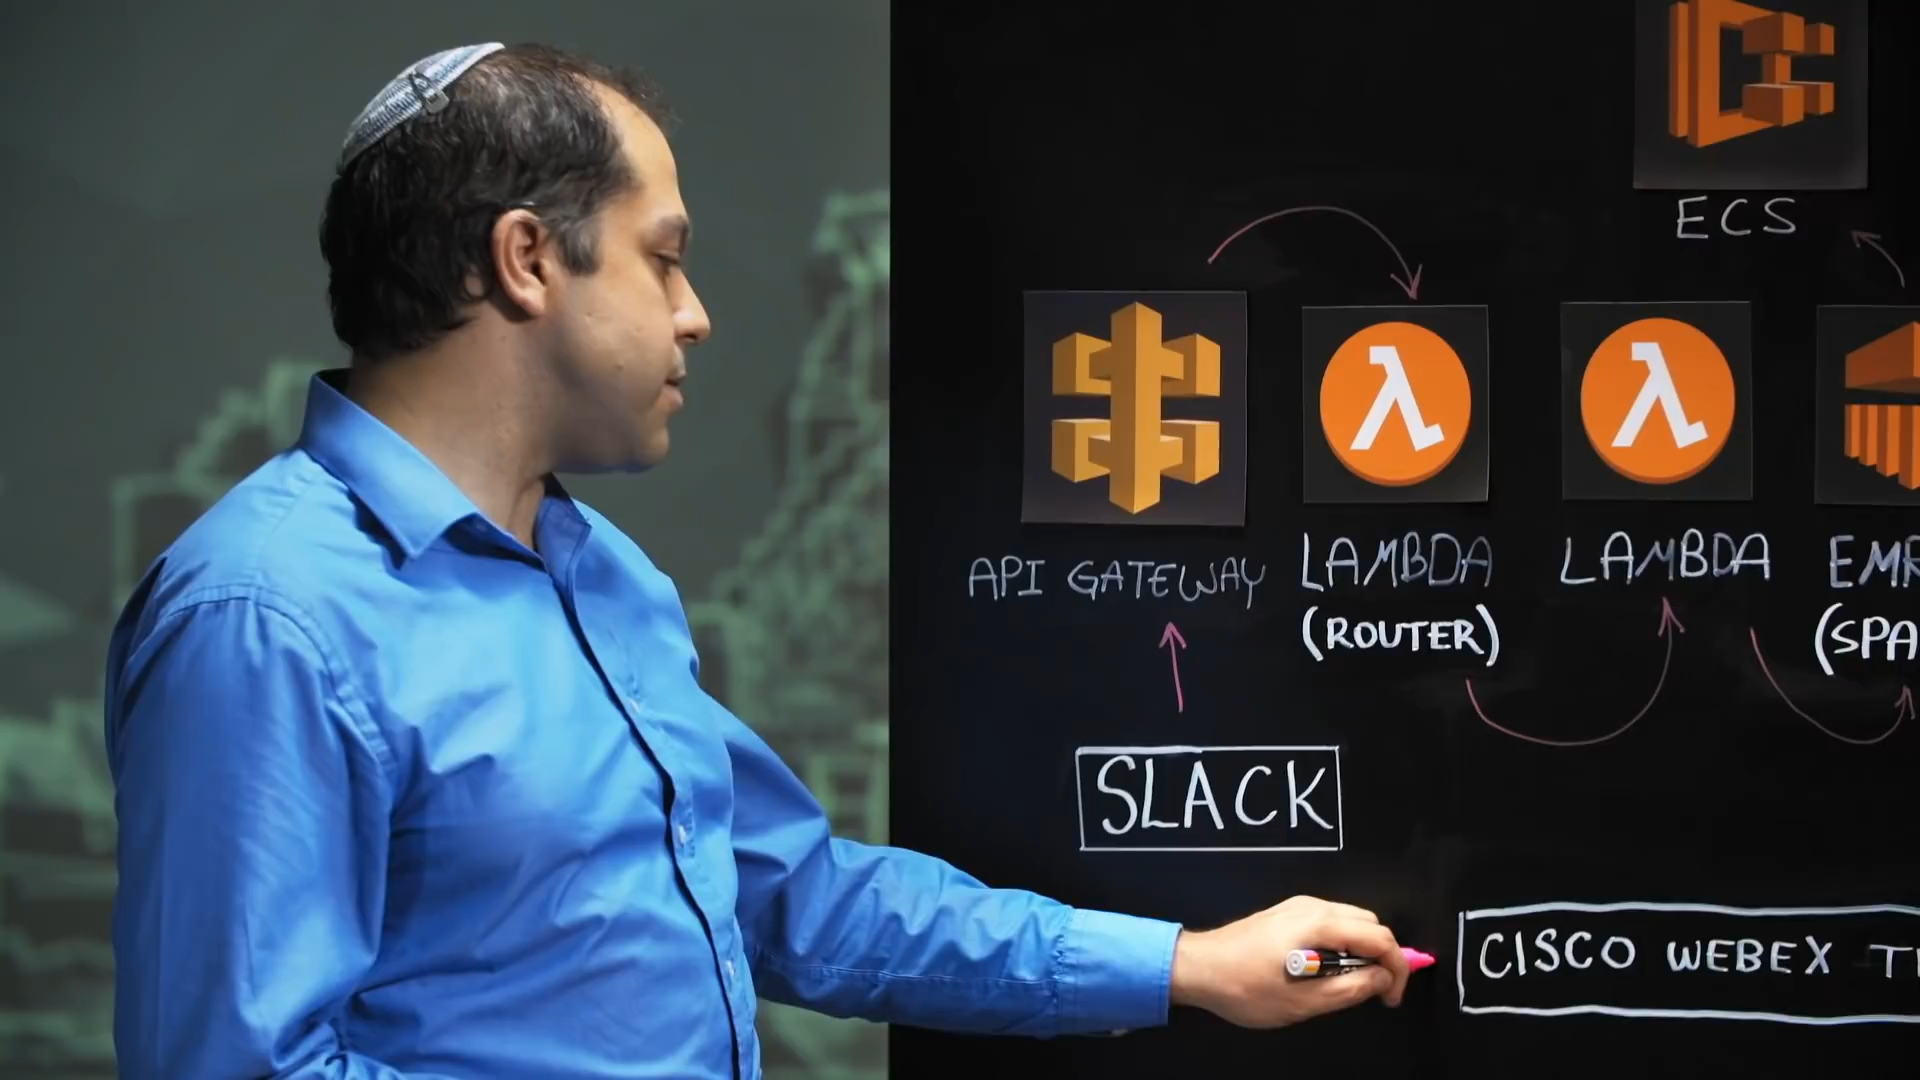 ECS
API GATEWAY
LAMBDA
(ROUTER)
LAMBDA
SLACK
CISCO WEBEX